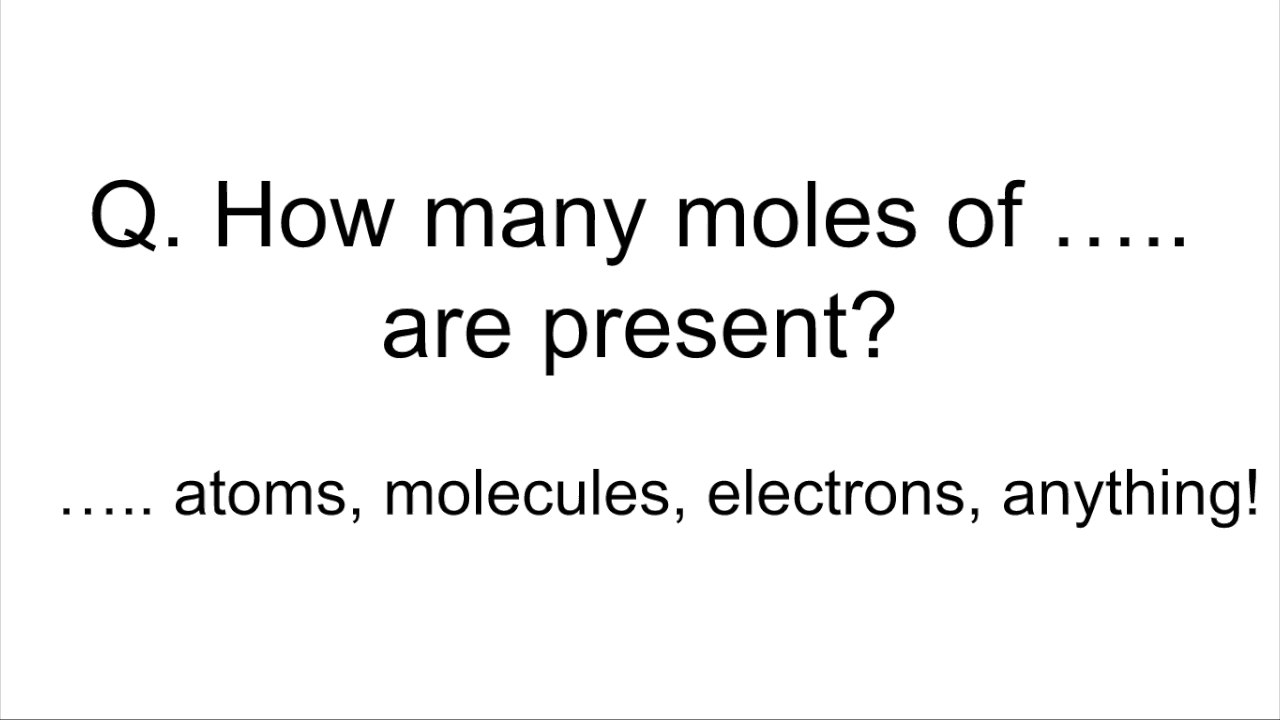 Q. How many moles of …..
are present?
….. atoms, molecules, electrons, anything!